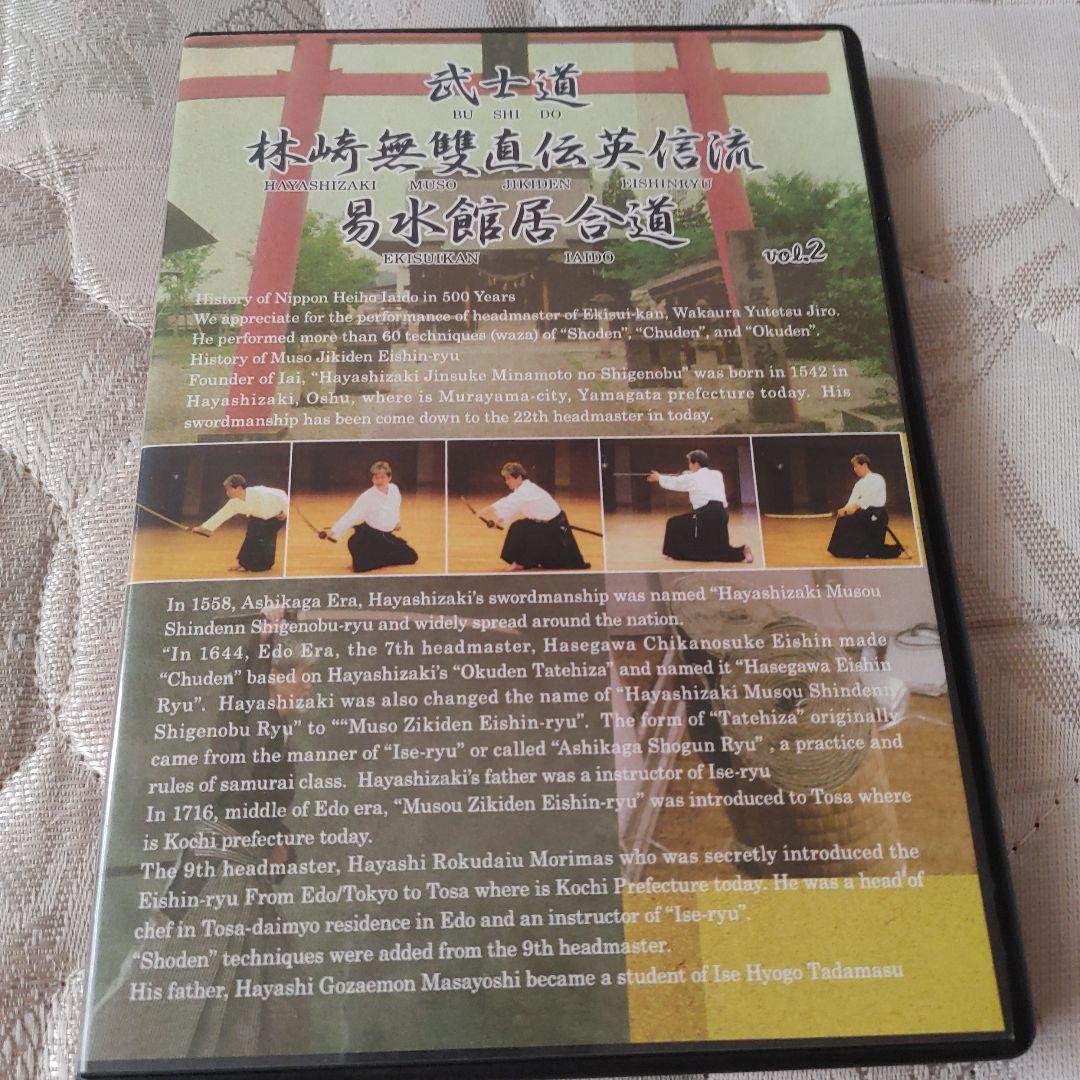 武士道
BU SHI DO
林崎無雙直伝英信流
HAYASHIZAKI MUSO JIKIDEN EISHINRYU
易水館居合道
EKISUIKAN IAIDO
vol.2
History of Nippon Heiho Iaido in 500 Years
We appreciate for the performance of headmaster of Ekisui-kan, Wakaura Yutetsu Jiro.
He performed more than 60 techniques (waza) of “Shoden”, “Chuden”, and “Okuden”.
History of Muso Jikiden Eishin-ryu
Founder of Iai, “Hayashizaki Jinsuke Minamoto no Shigenobu” was born in 1542 in
Hayashizaki, Oshu, where is Murayama-city, Yamagata prefecture today. His
swordmanship has been come down to the 22th headmaster in today.
In 1558, Ashikaga Era, Hayashizaki’s swordmanship was named “Hayashizaki Musou
Shindenn Shigenobu-ryu and widely spread around the nation.
“In 1644, Edo Era, the 7th headmaster, Hasegawa Chikanosuke Eishin made
“Chuden” based on Hayashizaki’s “Okuden Tatehiza” and named it “Hasegawa Eishin
Ryu”. Hayashizaki was also changed the name of “Hayashizaki Musou Shindenn
Shigenobu Ryu” to ““Muso Zikiden Eishin-ryu”. The form of “Tatehiza” originally
came from the manner of “Ise-ryu” or called “Ashikaga Shogun Ryu” , a practice and
rules of samurai class. Hayashizaki’s father was a instructor of Ise-ryu
In 1716, middle of Edo era, “Musou Zikiden Eishin-ryu” was introduced to Tosa where
is Kochi prefecture today.
The 9th headmaster, Hayashi Rokudaiu Morimas who was secretly introduced the
Eishin-ryu From Edo/Tokyo to Tosa where is Kochi Prefecture today. He was a head of
chef in Tosa-daimyo residence in Edo and an instructor of “Ise-ryu”.
“Shoden” techniques were added from the 9th headmaster.
His father, Hayashi Gozaemon Masayoshi became a student of Ise Hyogo Tadamasu